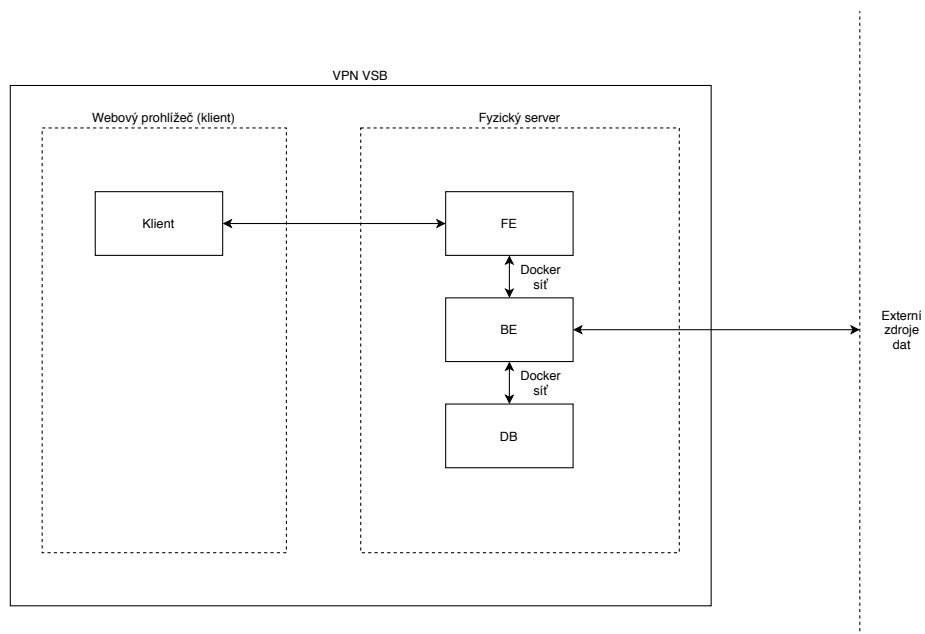 VPN VSB
Webový prohlížeč (klient)
Fyzický server
Klient
FE
Docker
síť
BE
Externí
zdroje
dat
Docker
síť
DB